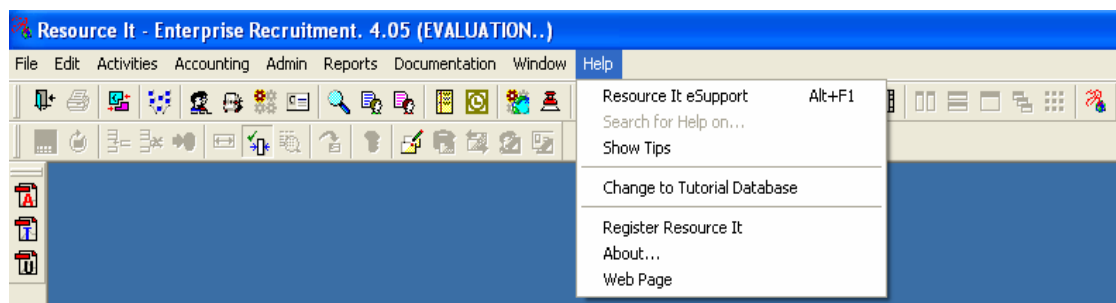 Resource It - Enterprise Recruitment. 4.05 (EVALUATION..)
File Edit Activities Accounting Admin Reports Documentation Window Help
Resource It eSupport Alt+F1
Search for Help on...
Show Tips
Change to Tutorial Database
Register Resource It
About...
Web Page
A
T
U